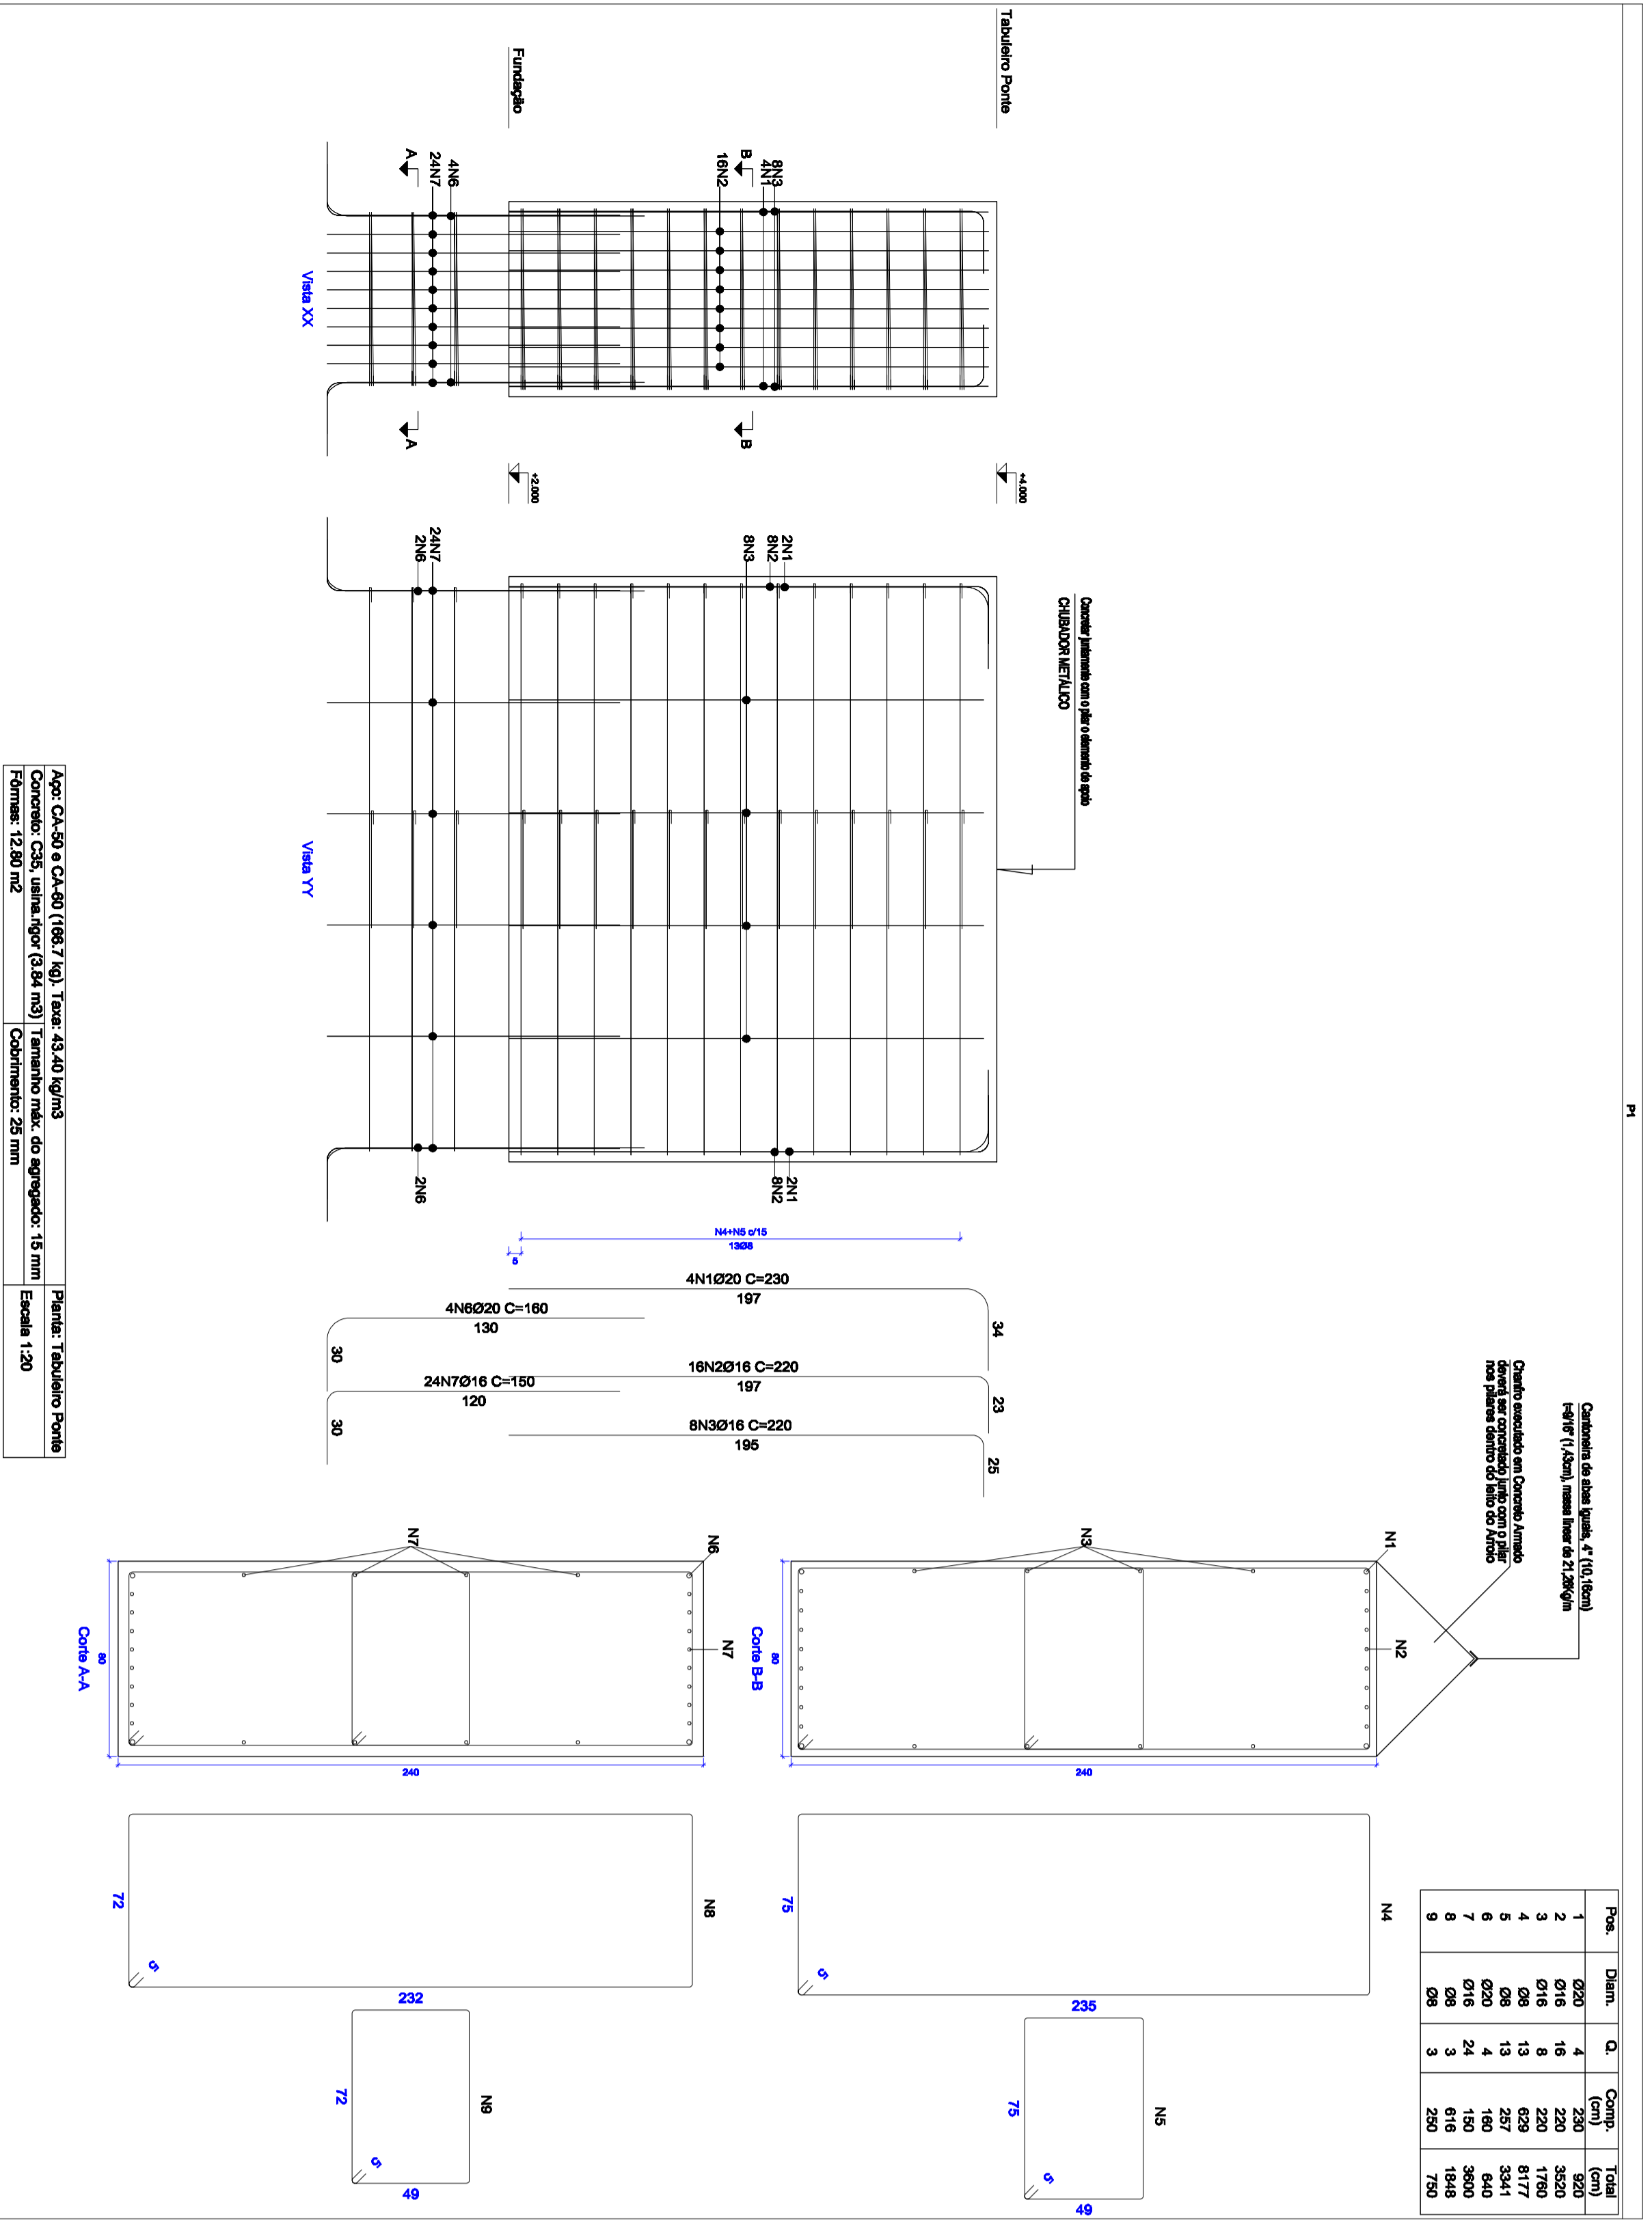 P1
Pos. Diam. Q. Comp. (cm) Total (cm)
1 Ø20 4 230 920
2 Ø16 16 220 3520
3 Ø16 8 220 1760
4 Ø8 13 629 8177
5 Ø8 13 257 3341
6 Ø20 4 160 640
7 Ø16 24 150 3600
8 Ø8 3 616 1848
9 Ø8 3 250 750
Cantoneira de abas iguais, 4" (10,16cm)
t=9/16" (1,43cm), massa linear de 21,28Kg/m
Chanfro executado em Concreto Armado
deverá ser concretado junto com o pilar
nos pilares dentro do leito do Arroio
Concretar juntamente com o pilar o elemento de apoio
CHUBADOR METÁLICO
Tabuleiro Ponte
Fundação
+4.000
+2.000
8N3
4N1
B
16N2
B
4N6
24N7
A
A
Vista XX
2N1
8N2
8N3
24N7
2N6
2N1
8N2
2N6
Vista YY
N4+N5 c/15
13Ø8
5
4N1Ø20 C=230
197
34
4N6Ø20 C=160
130
30
16N2Ø16 C=220
197
23
24N7Ø16 C=150
120
30
8N3Ø16 C=220
195
25
N1
N2
N3
240
80
Corte B-B
N6
N7
N7
240
80
Corte A-A
N4
75
235
5
N5
75
49
5
N8
72
232
5
N9
72
49
5
Aço: CA-50 e CA-60 (166.7 kg). Taxa: 43.40 kg/m3
Planta: Tabuleiro Ponte
Concreto: C35, usina.rigor (3.84 m3)
Tamanho máx. do agregado: 15 mm
Escala 1:20
Fôrmas: 12.80 m2
Cobrimento: 25 mm